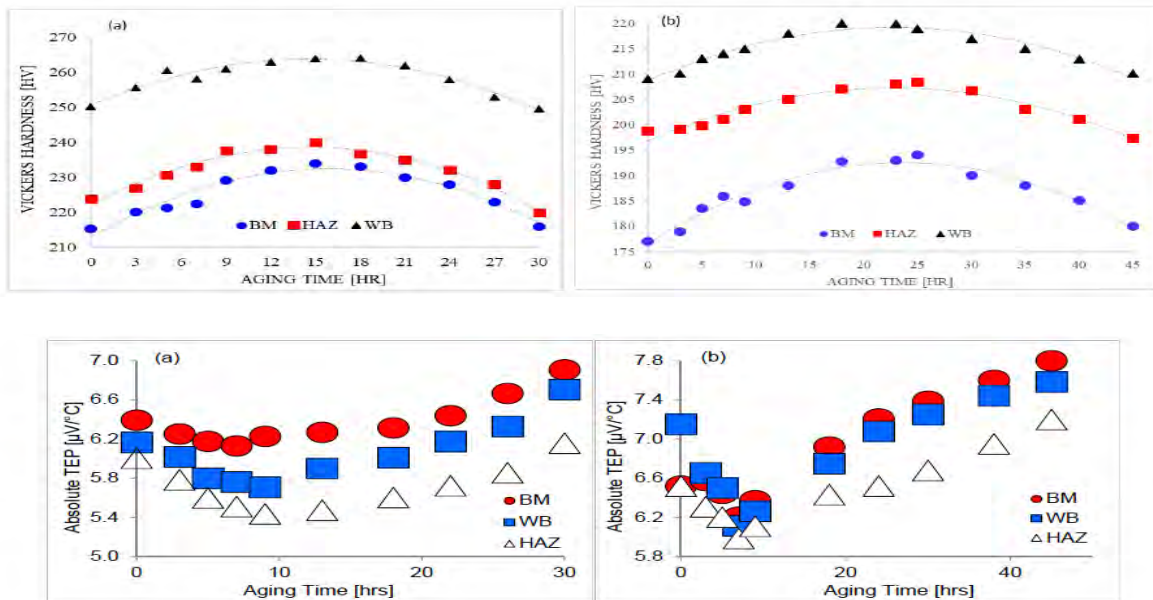 (a)
270
260
250
240
230
220
210
VICKERS HARDNESS [HV]
BM HAZ WB
0 3 6 9 12 15 18 21 24 27 30
AGING TIME [HR]
(b)
220
215
210
205
200
195
190
185
180
175
VICKERS HARDNESS [HV]
BM HAZ WB
0 5 10 15 20 25 30 35 40 45
AGING TIME [HR]
(a)
7.0
6.6
6.2
5.8
5.4
5.0
Absolute TEP [µV/°C]
BM
WB
HAZ
0 10 20 30
Aging Time [hrs]
(b)
7.8
7.4
7.0
6.6
6.2
5.8
Absolute TEP [µV/°C]
BM
WB
HAZ
0 20 40
Aging Time [hrs]